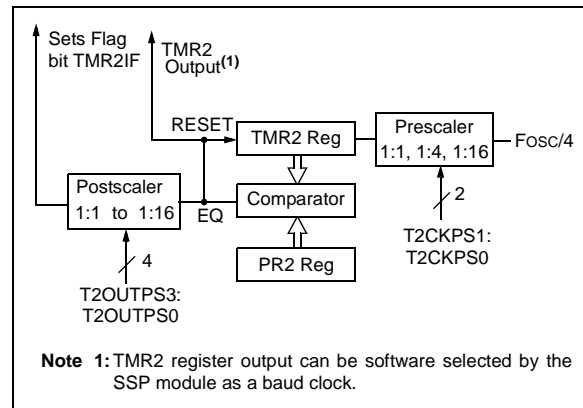 Sets Flag
bit TMR2IF
TMR2
Output(1)
RESET
TMR2 Reg
Prescaler
1:1, 1:4, 1:16
FOSC/4
Postscaler
1:1 to 1:16
EQ
Comparator
2
T2CKPS1:
T2CKPS0
4
PR2 Reg
T2OUTPS3:
T2OUTPS0
Note 1: TMR2 register output can be software selected by the
SSP module as a baud clock.